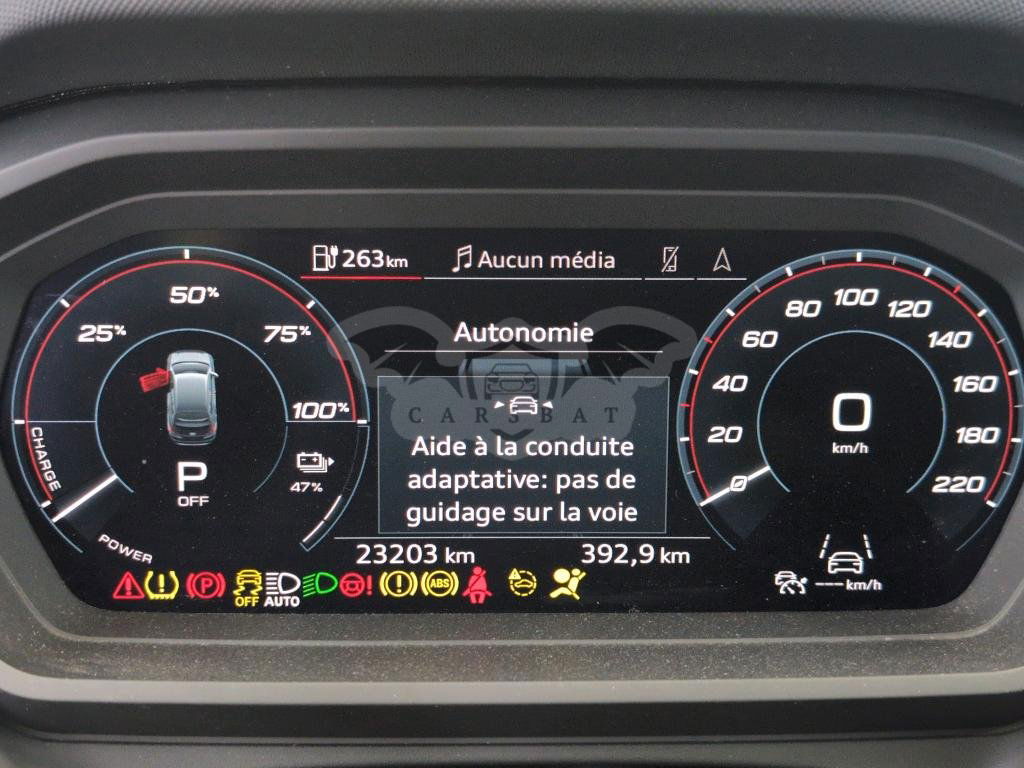 263 km
Aucun média
25%
50%
75%
100%
CHARGE
POWER
P
OFF
47%
Autonomie
CARSBAT
Aide à la conduite
adaptative: pas de
guidage sur la voie
23203 km
392,9 km
0
20
40
60
80
100
120
140
160
180
220
0
km/h
---km/h
P
OFF
AUTO
ABS